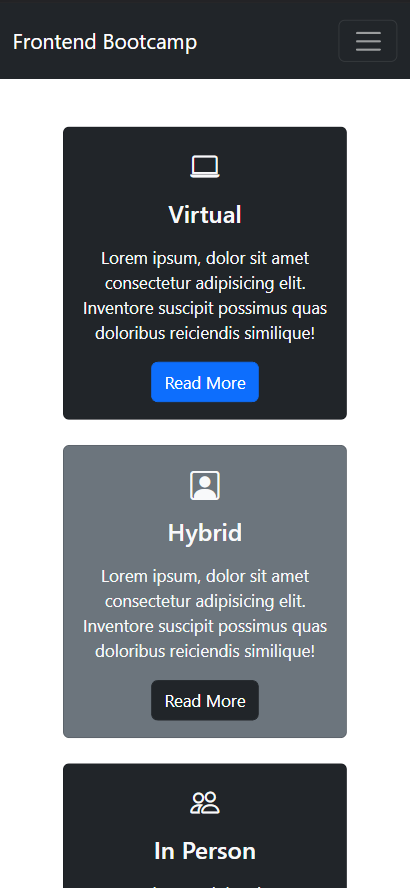 Frontend Bootcamp
Virtual
Lorem ipsum, dolor sit amet
consectetur adipisicing elit.
Inventore suscipit possimus quas
doloribus reiciendis similique!
Read More
Hybrid
Lorem ipsum, dolor sit amet
consectetur adipisicing elit.
Inventore suscipit possimus quas
doloribus reiciendis similique!
Read More
In Person